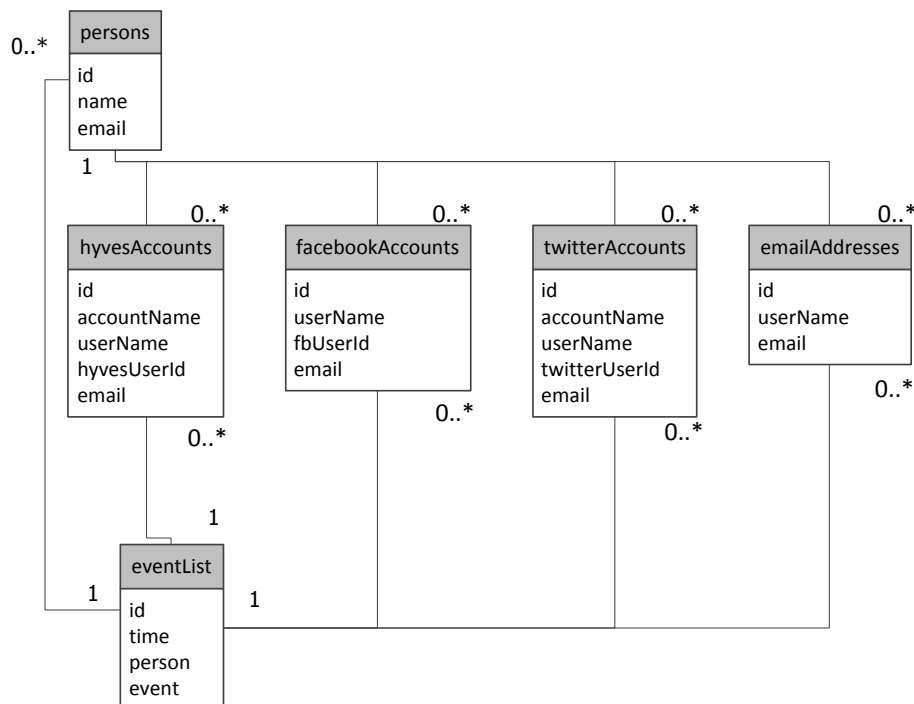 persons
0..*
id
name
email
1
0..*
0..*
0..*
0..*
hyvesAccounts
id
accountName
userName
hyvesUserId
email
facebookAccounts
id
userName
fbUserId
email
twitterAccounts
id
accountName
userName
twitterUserId
email
emailAddresses
id
userName
email
0..*
0..*
0..*
0..*
1
eventList
1
1
id
time
person
event